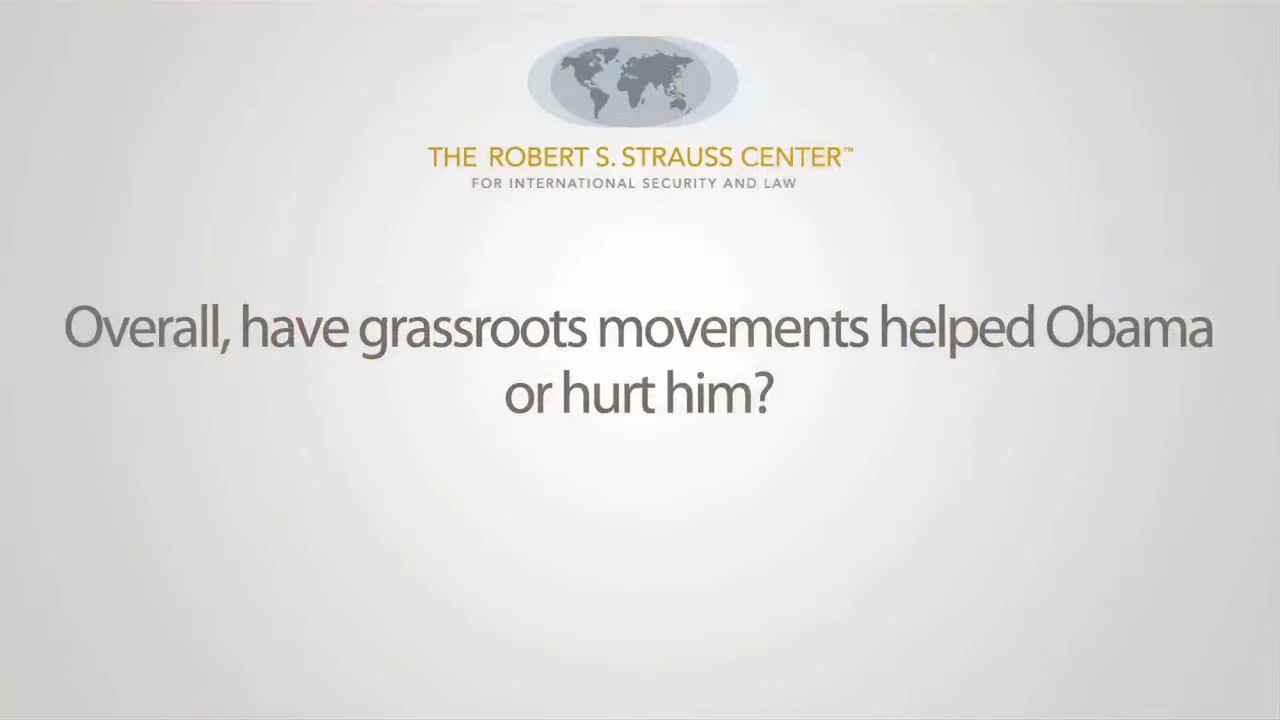 THE ROBERT S. STRAUSS CENTER™
FOR INTERNATIONAL SECURITY AND LAW
Overall, have grassroots movements helped Obama
or hurt him?